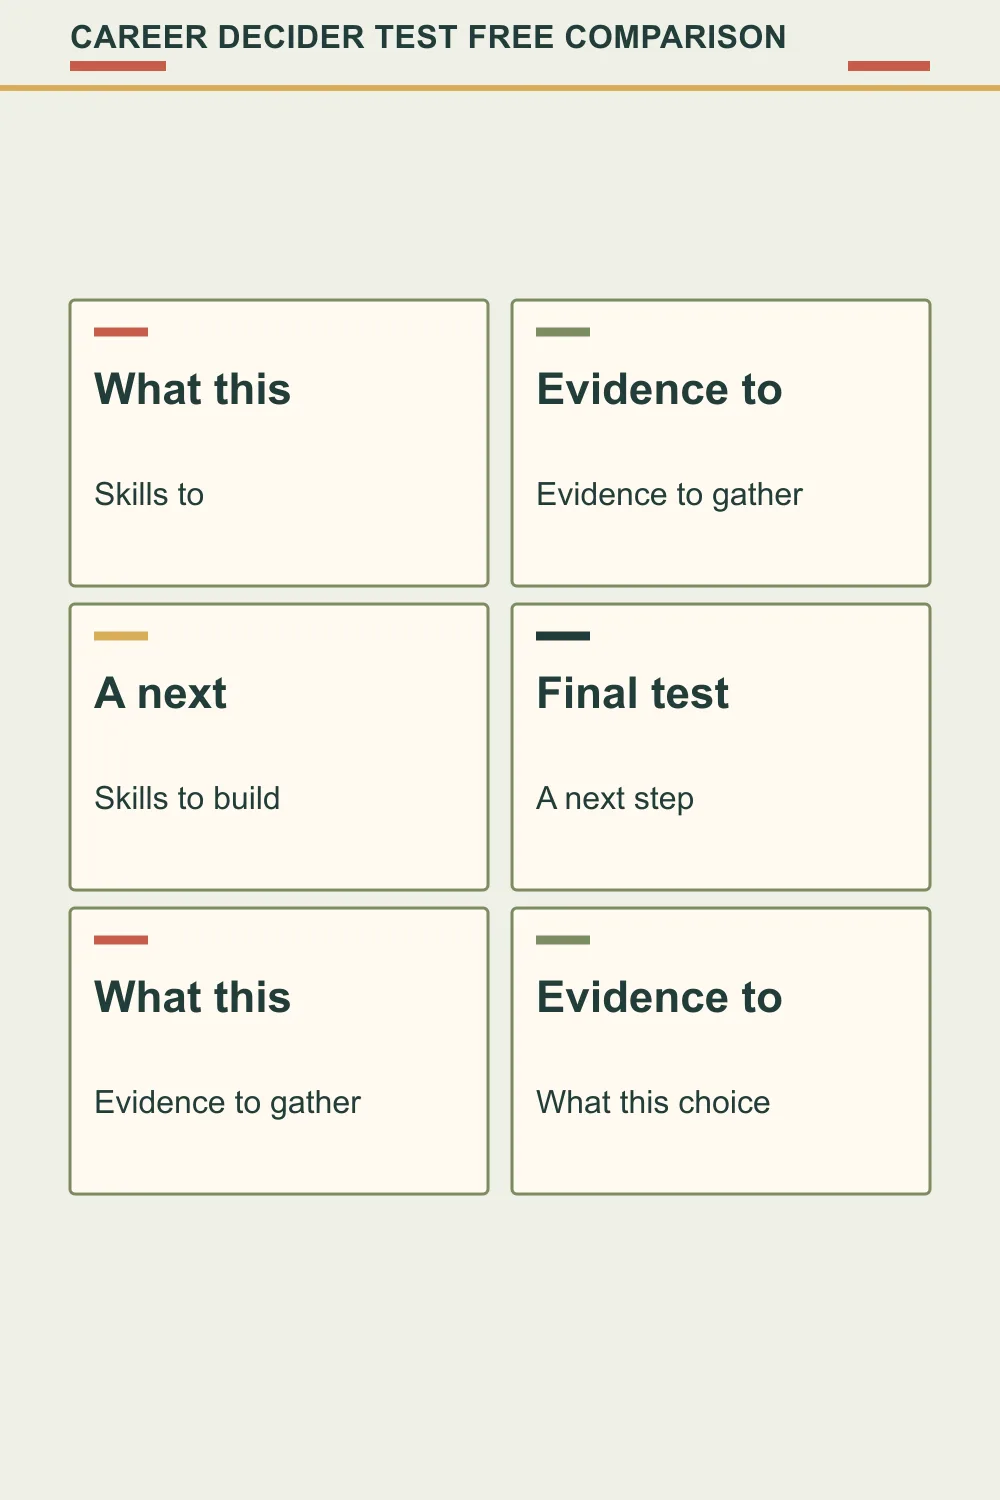 CAREER DECIDER TEST FREE COMPARISON
What this
Skills to
Evidence to
Evidence to gather
A next
Skills to build
Final test
A next step
What this
Evidence to gather
Evidence to
What this choice